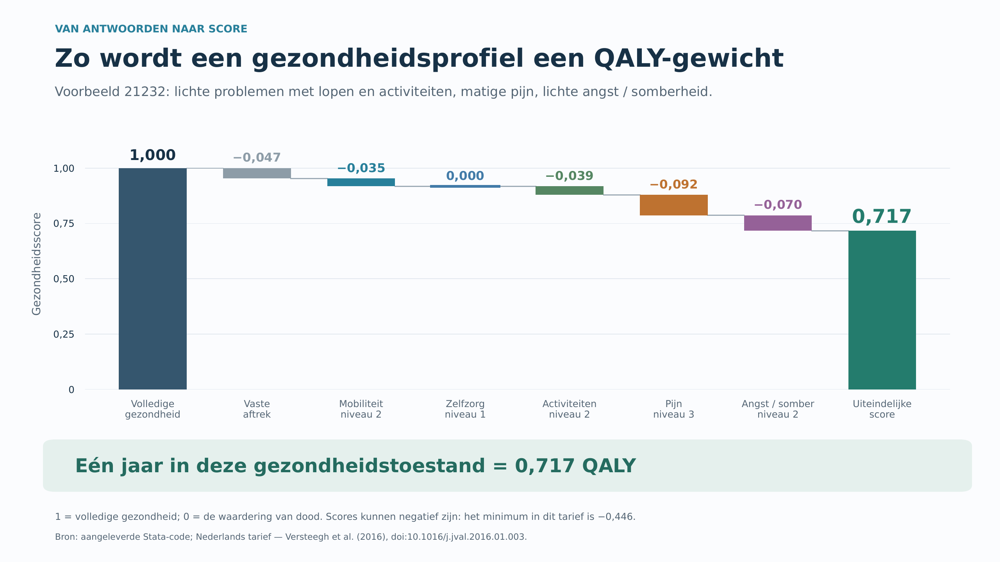 VAN ANTWOORDEN NAAR SCORE
Zo wordt een gezondheidsprofiel een QALY-gewicht
Voorbeeld 21232: lichte problemen met lopen en activiteiten, matige pijn, lichte angst / somberheid.
1,000
−0,047
−0,035
0,000
−0,039
−0,092
−0,070
0,717
Gezondheidsscore
1,00
0,75
0,50
0,25
0
Volledige
gezondheid
Vaste
aftrek
Mobiliteit
niveau 2
Zelfzorg
niveau 1
Activiteiten
niveau 2
Pijn
niveau 3
Angst / somber
niveau 2
Uiteindelijke
score
Eén jaar in deze gezondheidstoestand = 0,717 QALY
1 = volledige gezondheid; 0 = de waardering van dood. Scores kunnen negatief zijn: het minimum in dit tarief is −0,446.
Bron: aangeleverde Stata-code; Nederlands tarief — Versteegh et al. (2016), doi:10.1016/j.jval.2016.01.003.